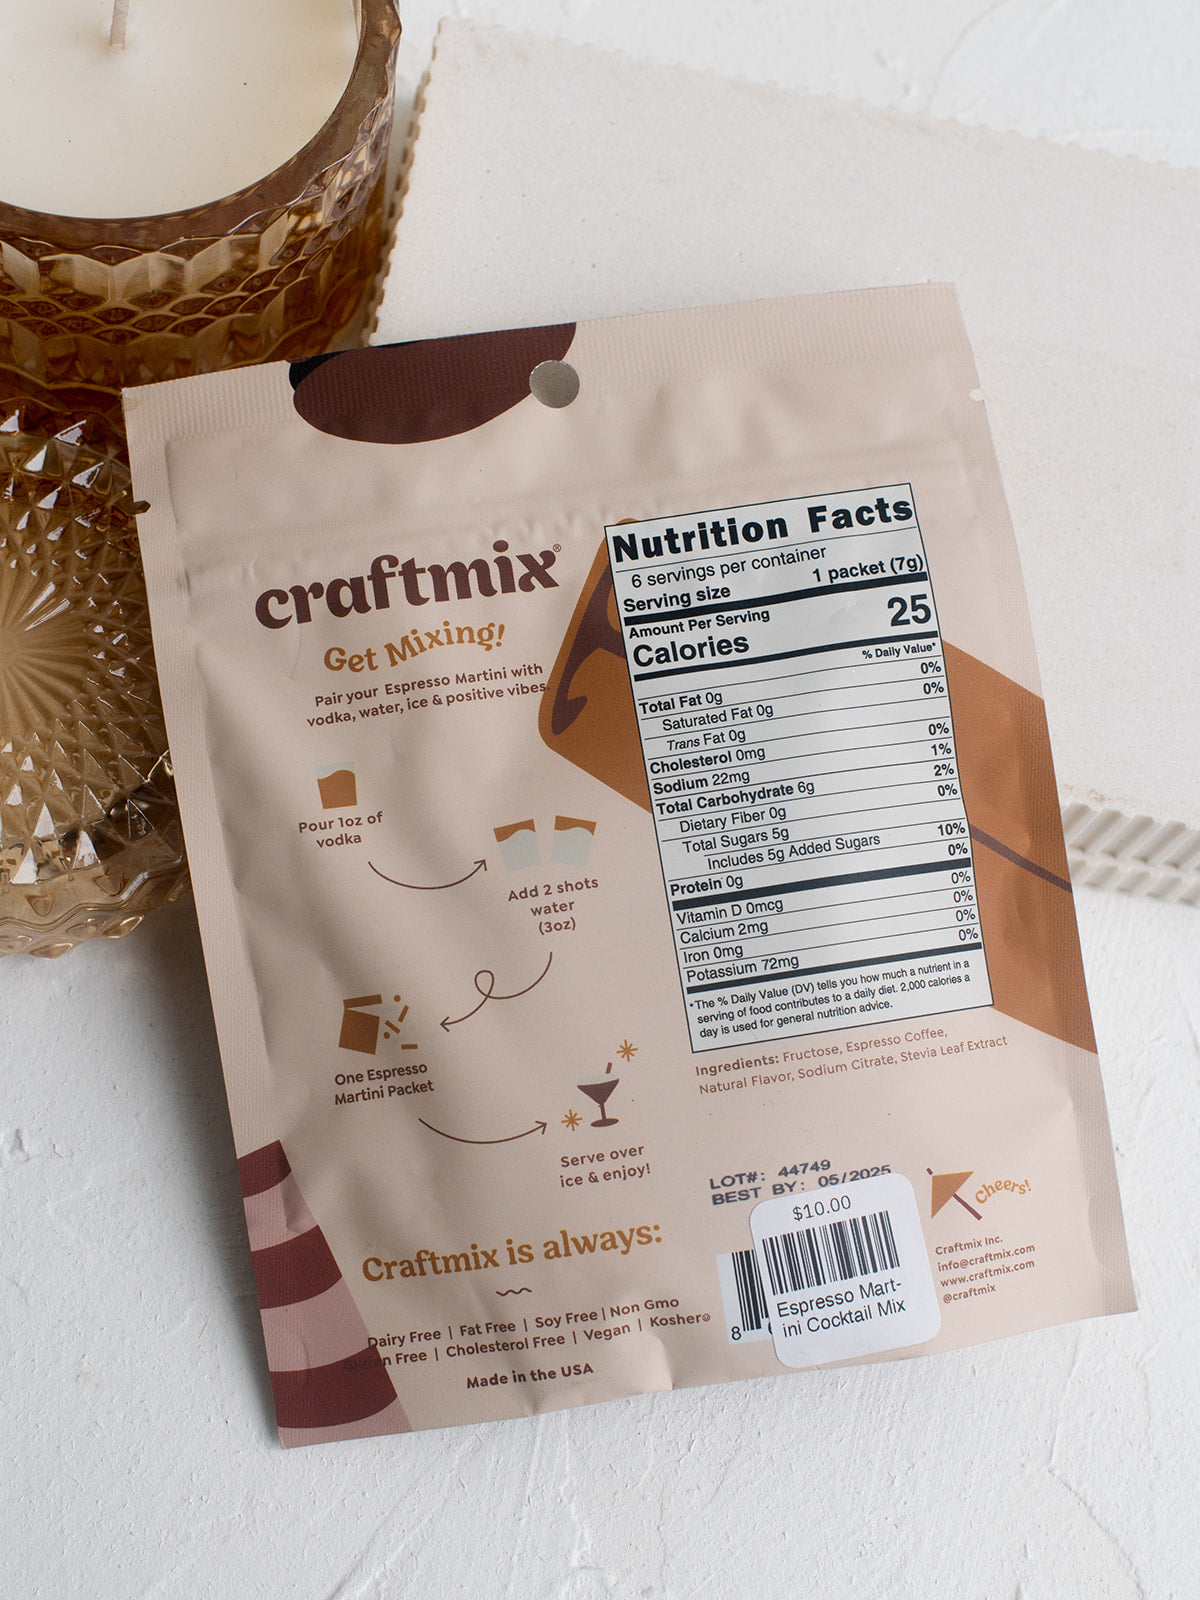 craftmix®
Get Mixing!
Pair your Espresso Martini with
vodka, water, ice & positive vibes.
Pour 1oz of
vodka
Add 2 shots
water
(3oz)
One Espresso
Martini Packet
Serve over
ice & enjoy!
Craftmix is always:
Dairy Free | Fat Free | Soy Free | Non Gmo
Free | Cholesterol Free | Vegan | Kosher
Made in the USA
Nutrition Facts
6 servings per container
Serving size 1 packet (7g)
Amount Per Serving
Calories 25
% Daily Value*
Total Fat 0g 0%
Saturated Fat 0g 0%
Trans Fat 0g
Cholesterol 0mg 0%
Sodium 22mg 1%
Total Carbohydrate 6g 2%
Dietary Fiber 0g 0%
Total Sugars 5g
Includes 5g Added Sugars 10%
Protein 0g 0%
Vitamin D 0mcg 0%
Calcium 2mg 0%
Iron 0mg 0%
Potassium 72mg 0%
*The % Daily Value (DV) tells you how much a nutrient in a
serving of food contributes to a daily diet. 2,000 calories a
day is used for general nutrition advice.
Ingredients: Fructose, Espresso Coffee,
Natural Flavor, Sodium Citrate, Stevia Leaf Extract
LOT#: 44749
BEST BY: 05/2025
$10.00
Espresso Mart-
ini Cocktail Mix
8
Cheers!
Craftmix Inc.
info@craftmix.com
www.craftmix.com
@craftmix